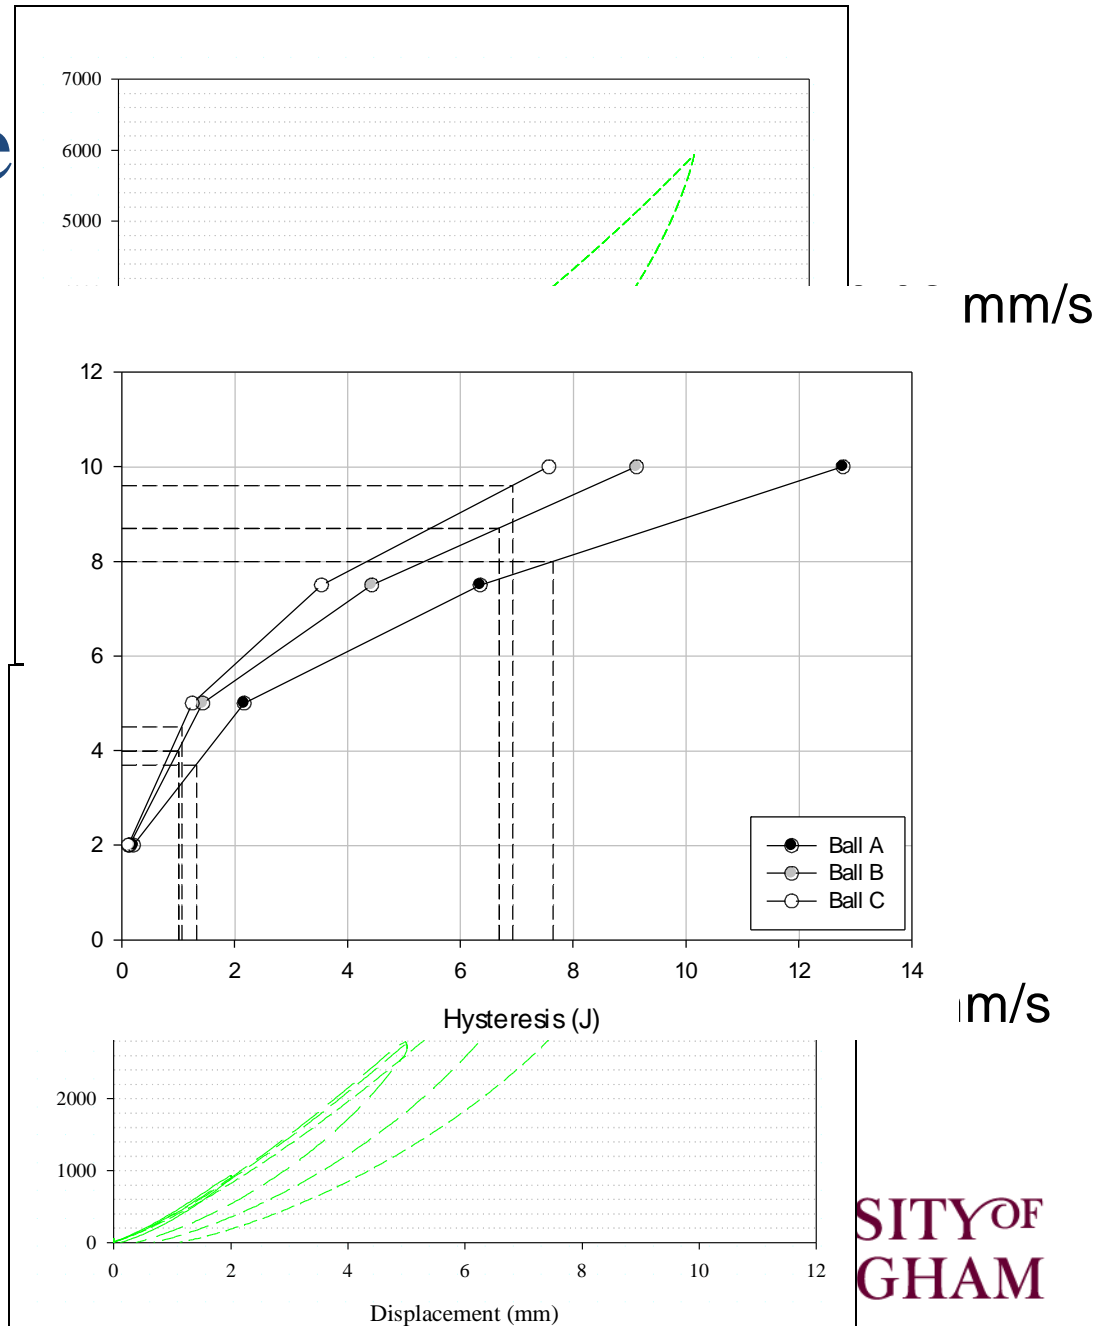 7000
e
6000
5000
mm/s
12
10
8
6
4
2
0
Ball A
Ball B
Ball C
0 2 4 6 8 10 12 14
Hysteresis (J)
m/s
2000
1000
0
0 2 4 6 8 10 12
Displacement (mm)
SITY OF
GHAM